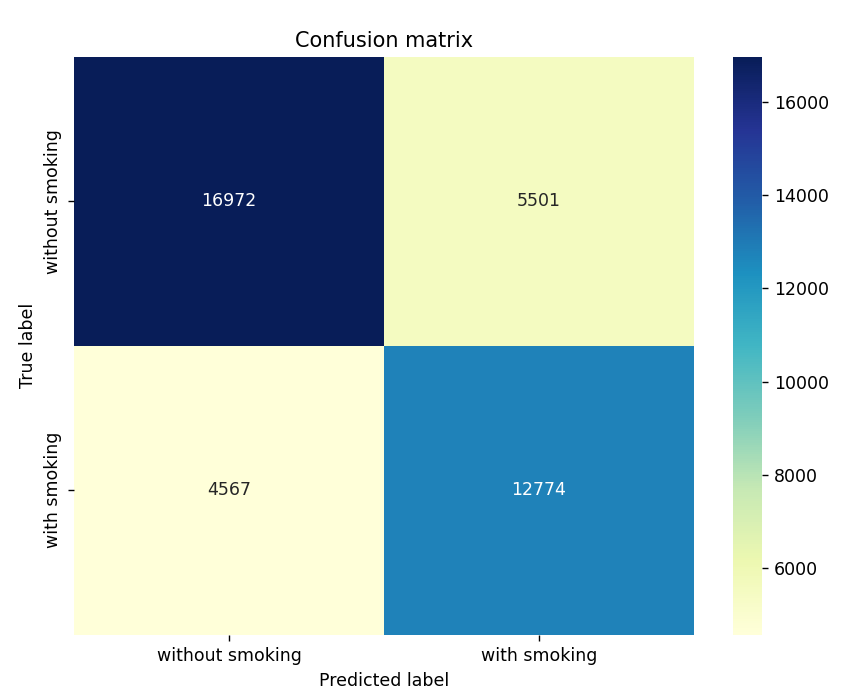 Confusion matrix
without smoking
with smoking
True label
16972
5501
4567
12774
without smoking
with smoking
Predicted label
16000
14000
12000
10000
8000
6000